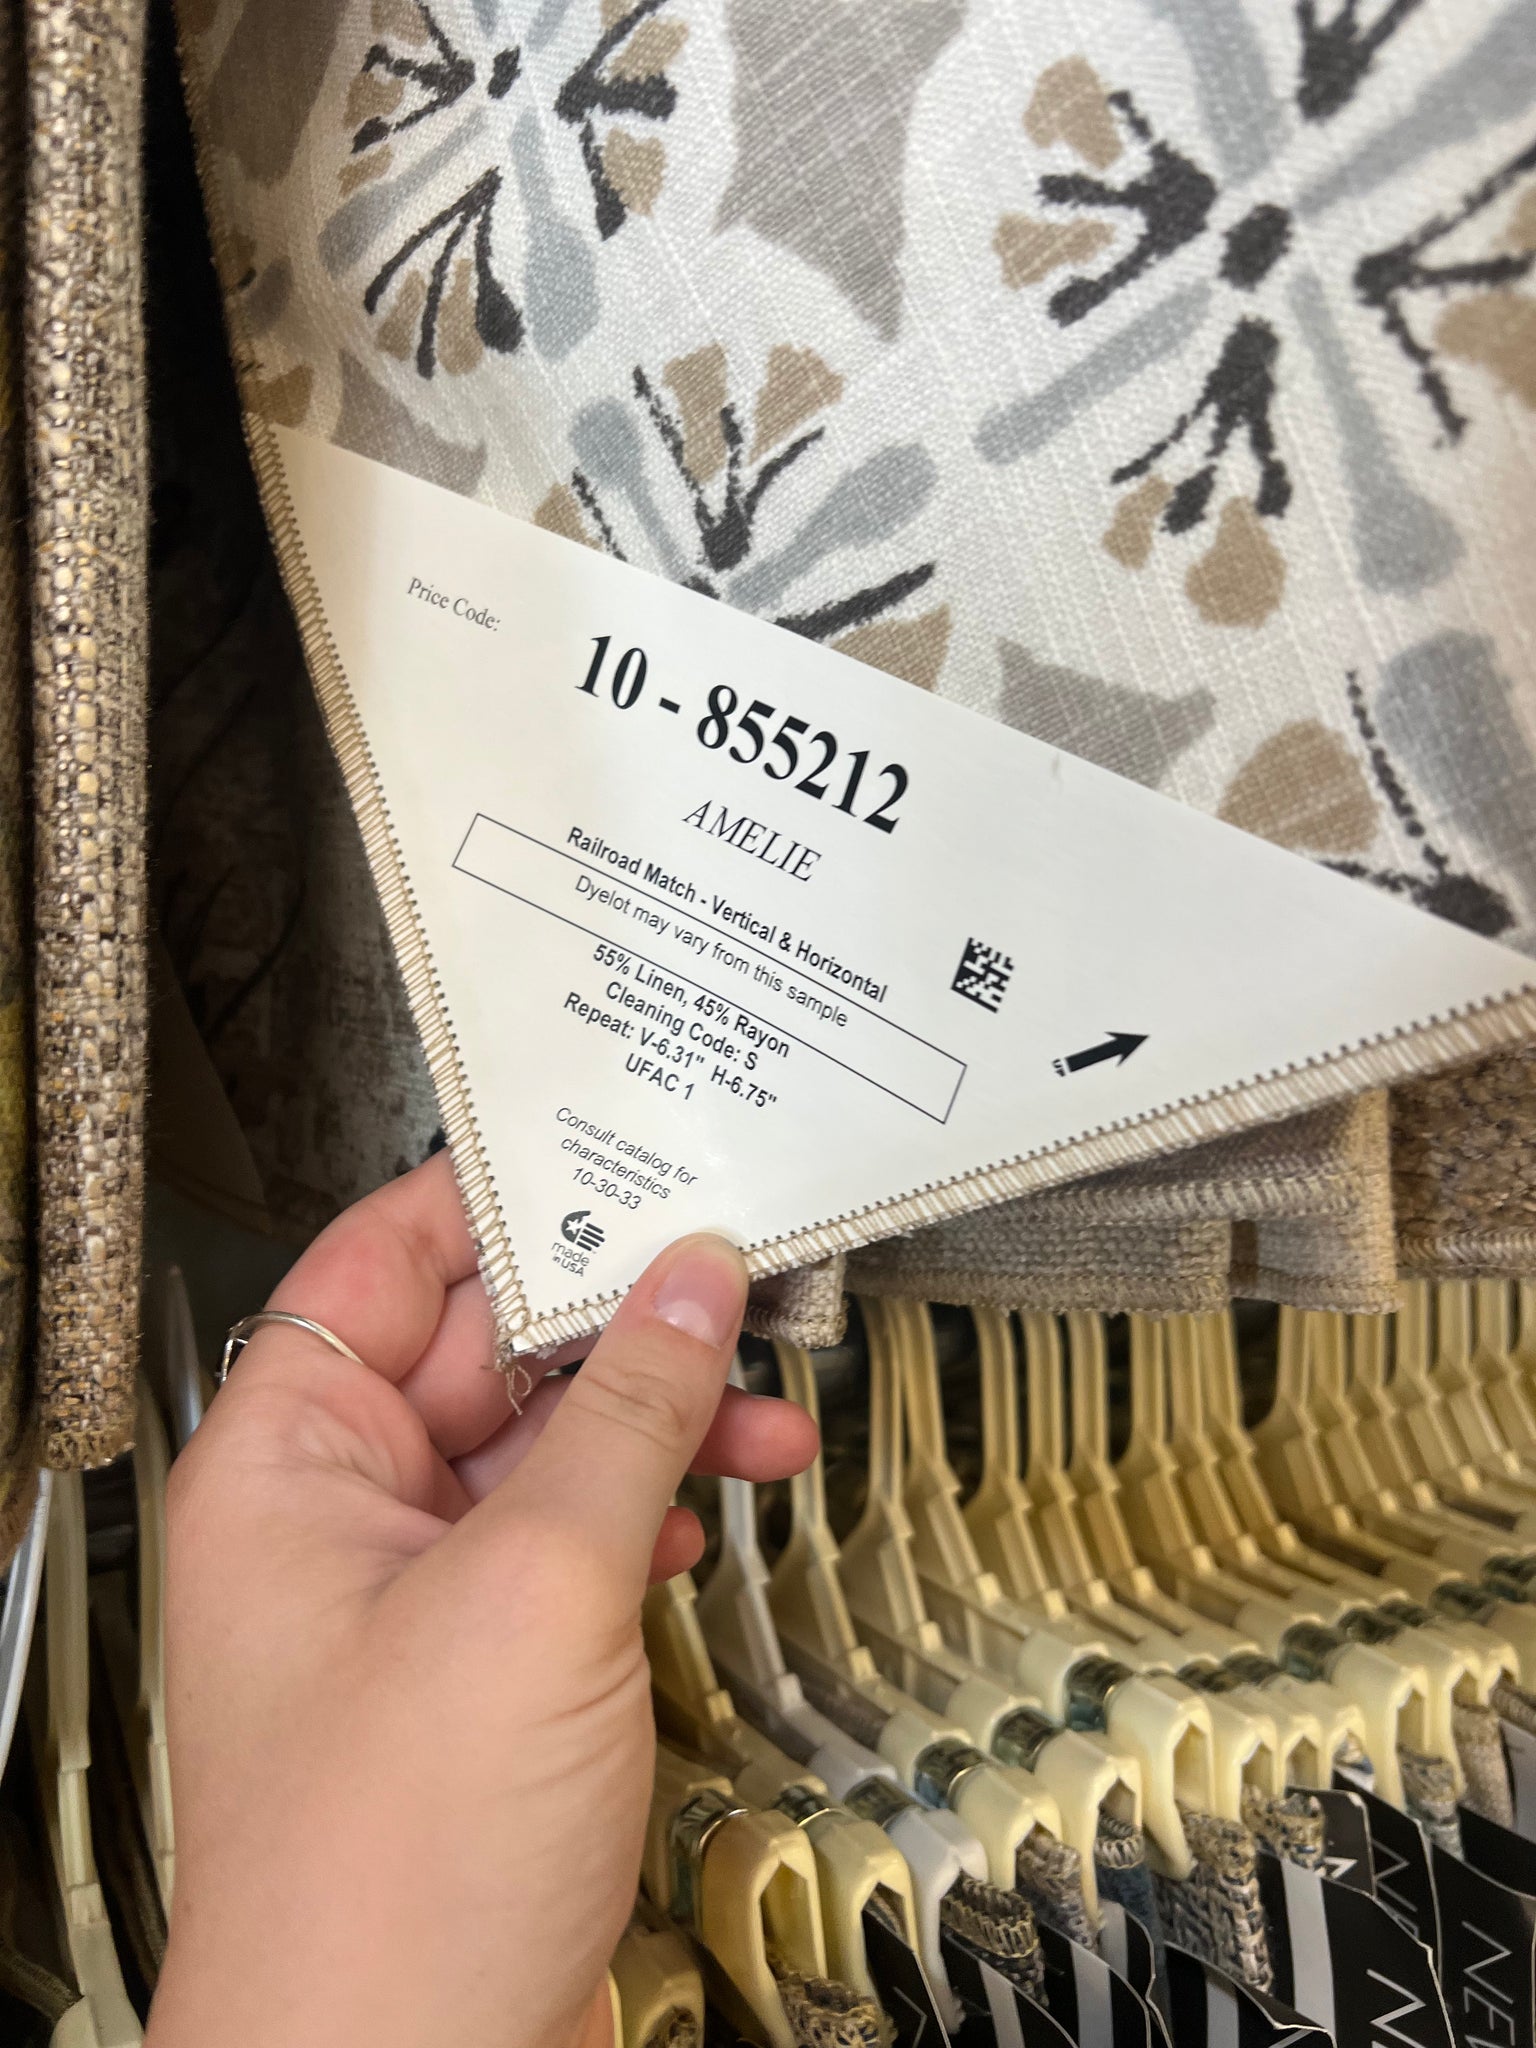 Price Code:
10 - 855212
AMELIE
Railroad Match - Vertical & Horizontal
Dyelot may vary from this sample
55% Linen, 45% Rayon
Cleaning Code: S
Repeat: V-6.31" H-6.75"
UFAC 1
Consult catalog for
characteristics
10-30-33
made
in USA
UP
NEW